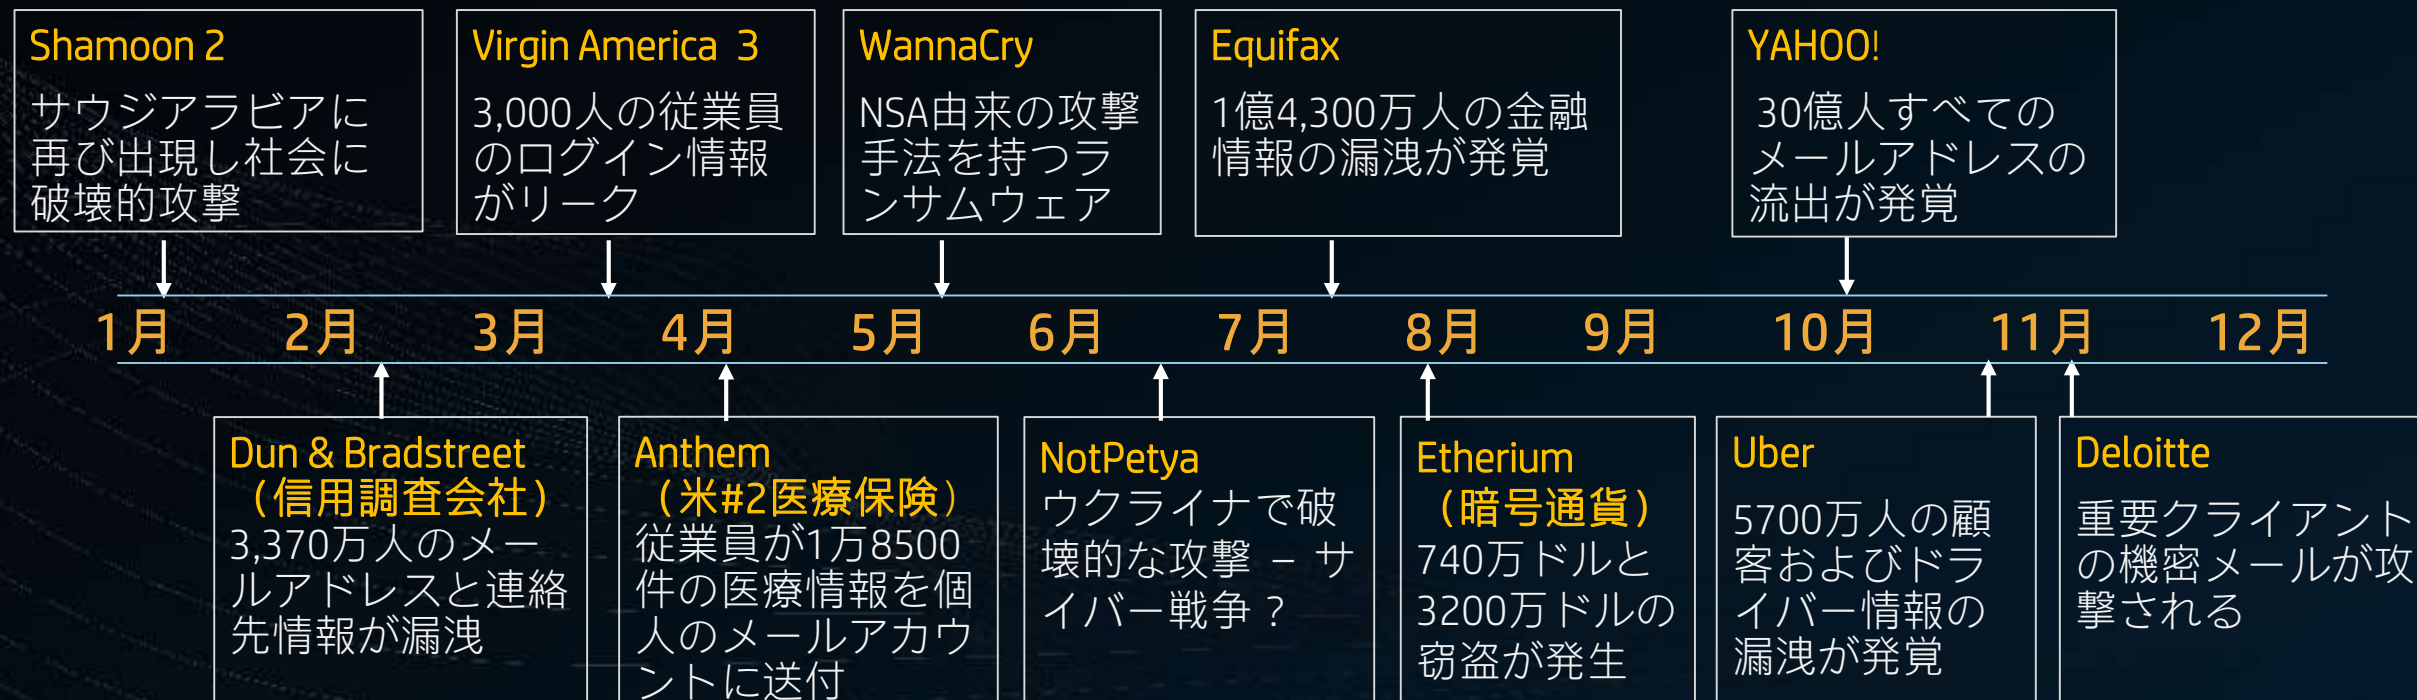 Shamoon 2
サウジアラビアに
再び出現し社会に
破壊的攻撃
Virgin America 3
3,000人の従業員
のログイン情報
がリーク
WannaCry
NSA由来の攻撃
手法を持つラ
ンサムウェア
Equifax
1億4,300万人の金融
情報の漏洩が発覚
YAHOO!
30億人すべての
メールアドレスの
流出が発覚
1月 2月 3月 4月 5月 6月 7月 8月 9月 10月 11月 12月
Dun & Bradstreet
（信用調査会社）
3,370万人のメー
ルアドレスと連絡
先情報が漏洩
Anthem
（米#2医療保険）
従業員が1万8500
件の医療情報を個
人のメールアカウ
ントに送付
NotPetya
ウクライナで破
壊的な攻撃 – サ
イバー戦争？
Etherium
（暗号通貨）
740万ドルと
3200万ドルの
窃盗が発生
Uber
5700万人の顧
客およびドラ
イバー情報の
漏洩が発覚
Deloitte
重要クライアント
の機密メールが攻
撃される